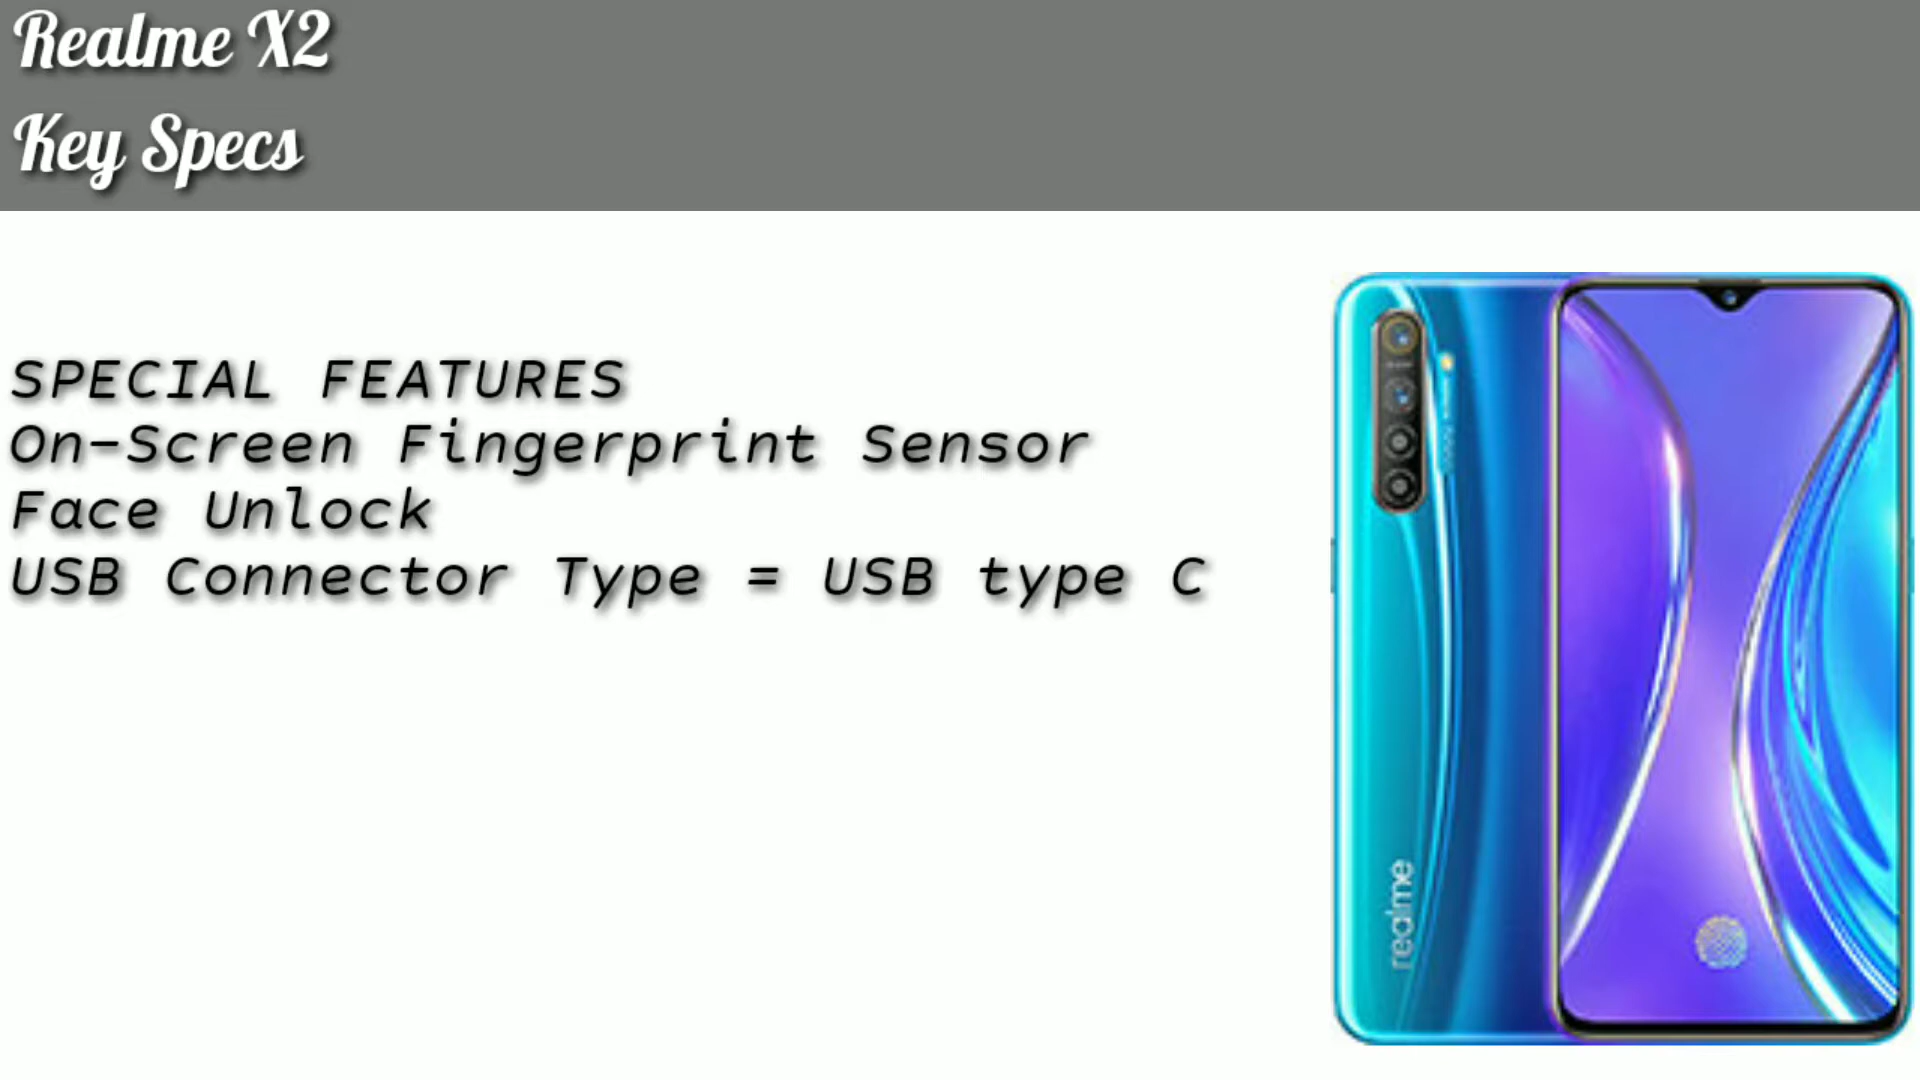 Realme X2
Key Specs
SPECIAL FEATURES
On-Screen Fingerprint Sensor
Face Unlock
USB Connector Type = USB type C
realme